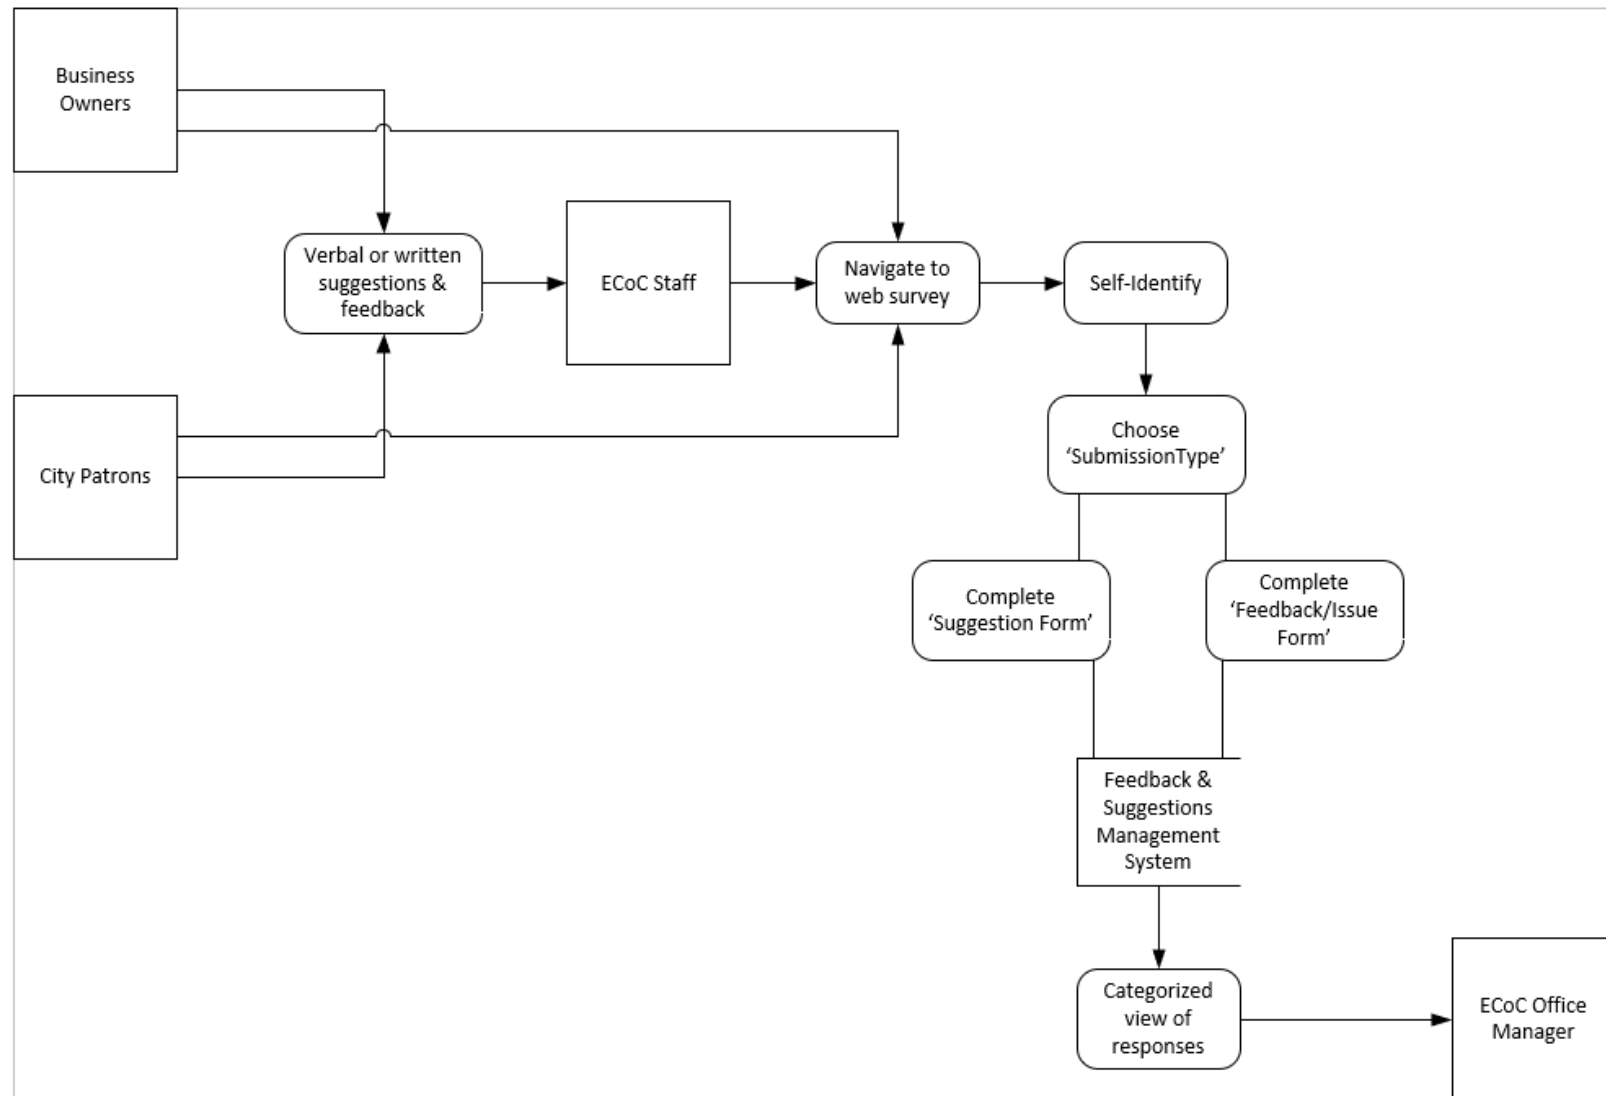 Business
Owners
Verbal or written
suggestions &
feedback
ECoC Staff
Navigate to
web survey
Self-Identify
City Patrons
Choose
‘SubmissionType’
Complete
‘Suggestion Form’
Complete
‘Feedback/Issue
Form’
Feedback &
Suggestions
Management
System
Categorized
view of
responses
ECoC Office
Manager